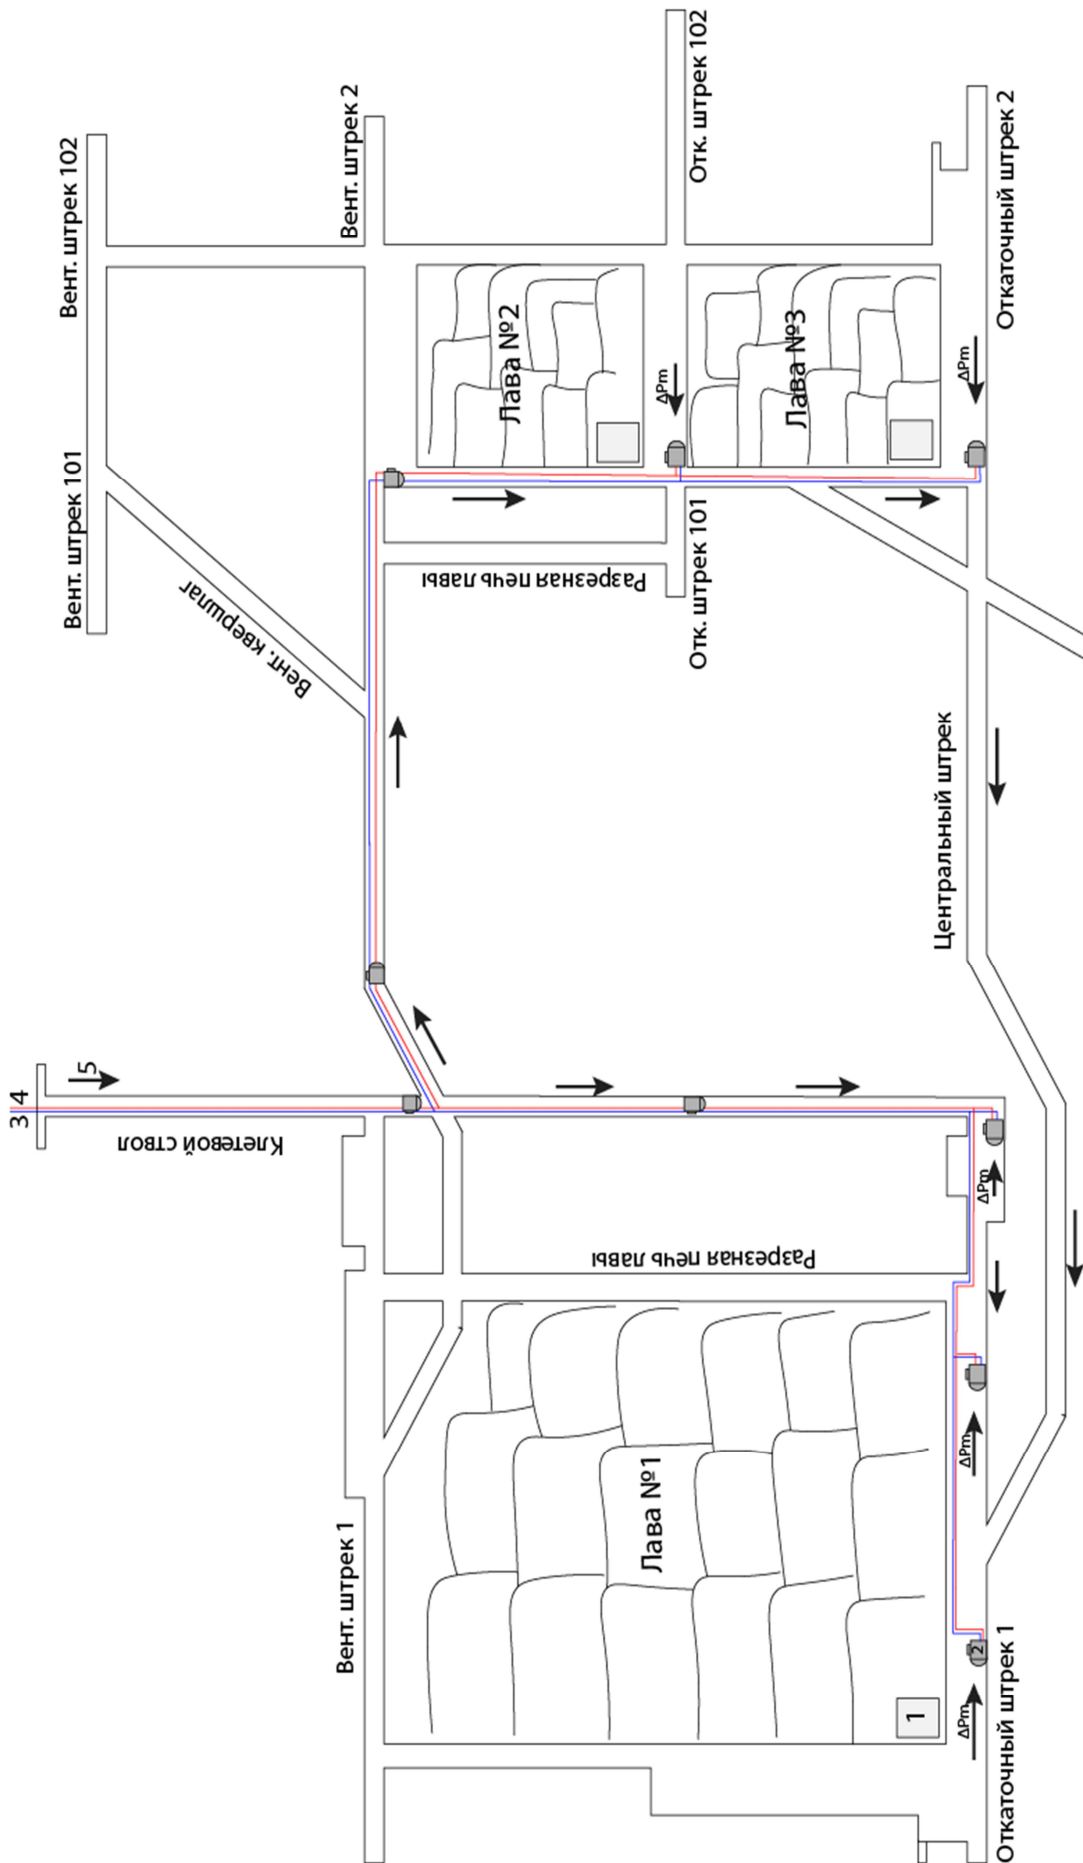 Вент. штрек 102
Вент. штрек 101
Вент. штрек 2
Отк. штрек 102
Откаточный штрек 2
Лава №2
Лава №3
ΔPm
ΔPm
Вент. квершлаг
Разрезная печь лавы
Отк. штрек 101
Центральный штрек
3 4
5
Клетевой ствол
ΔPm
Разрезная печь лавы
ΔPm
Лава №1
Вент. штрек 1
1
2
ΔPm
Откаточный штрек 1